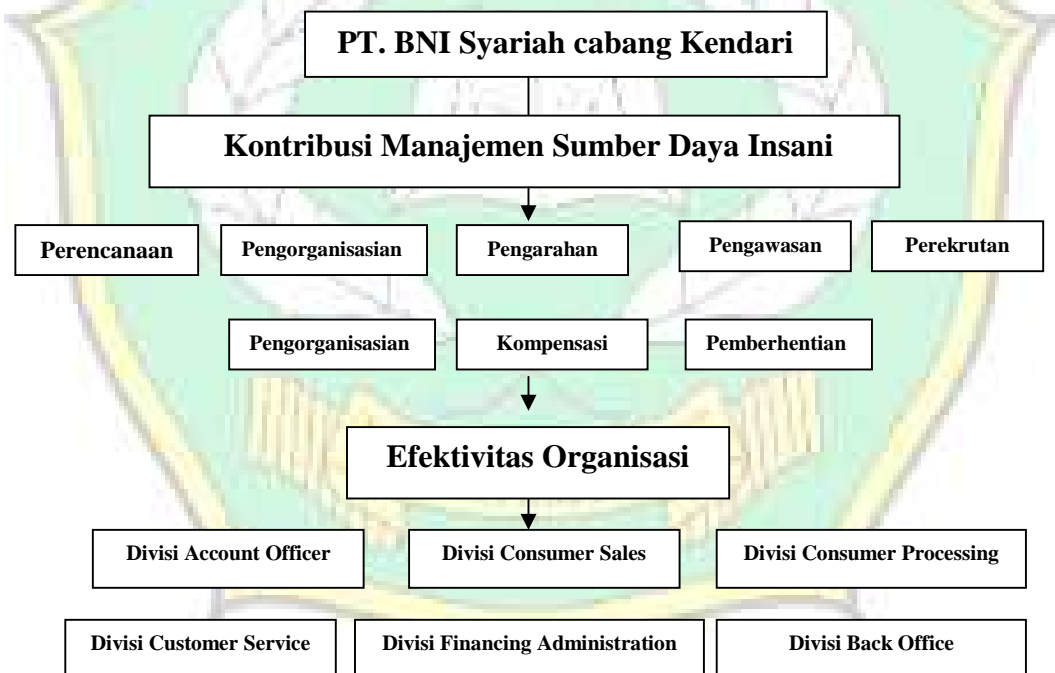 PT. BNI Syariah cabang Kendari
Kontribusi Manajemen Sumber Daya Insani
Perencanaan
Pengorganisasian
Pengarahan
Pengawasan
Perekrutan
Pengorganisasian
Kompensasi
Pemberhentian
Efektivitas Organisasi
Divisi Account Officer
Divisi Consumer Sales
Divisi Consumer Processing
Divisi Customer Service
Divisi Financing Administration
Divisi Back Office